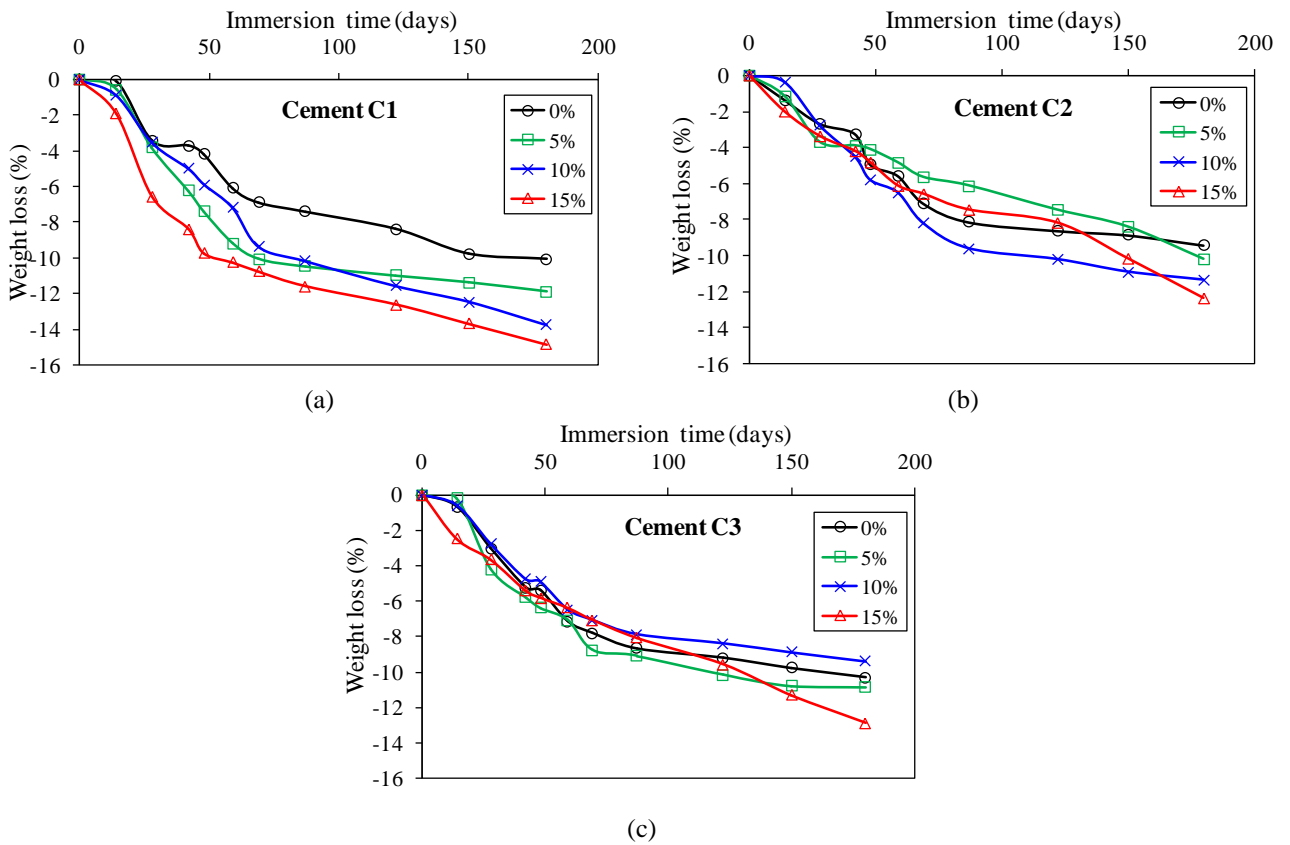 Immersion time (days)
0 50 100 150 200
0
-2
-4
-6
-8
-10
-12
-14
-16
Weight loss (%)
Cement C1
0%
5%
10%
15%
(a)
Immersion time (days)
0 50 100 150 200
0
-2
-4
-6
-8
-10
-12
-14
-16
Weight loss (%)
Cement C2
0%
5%
10%
15%
(b)
Immersion time (days)
0 50 100 150 200
0
-2
-4
-6
-8
-10
-12
-14
-16
Weight loss (%)
Cement C3
0%
5%
10%
15%
(c)